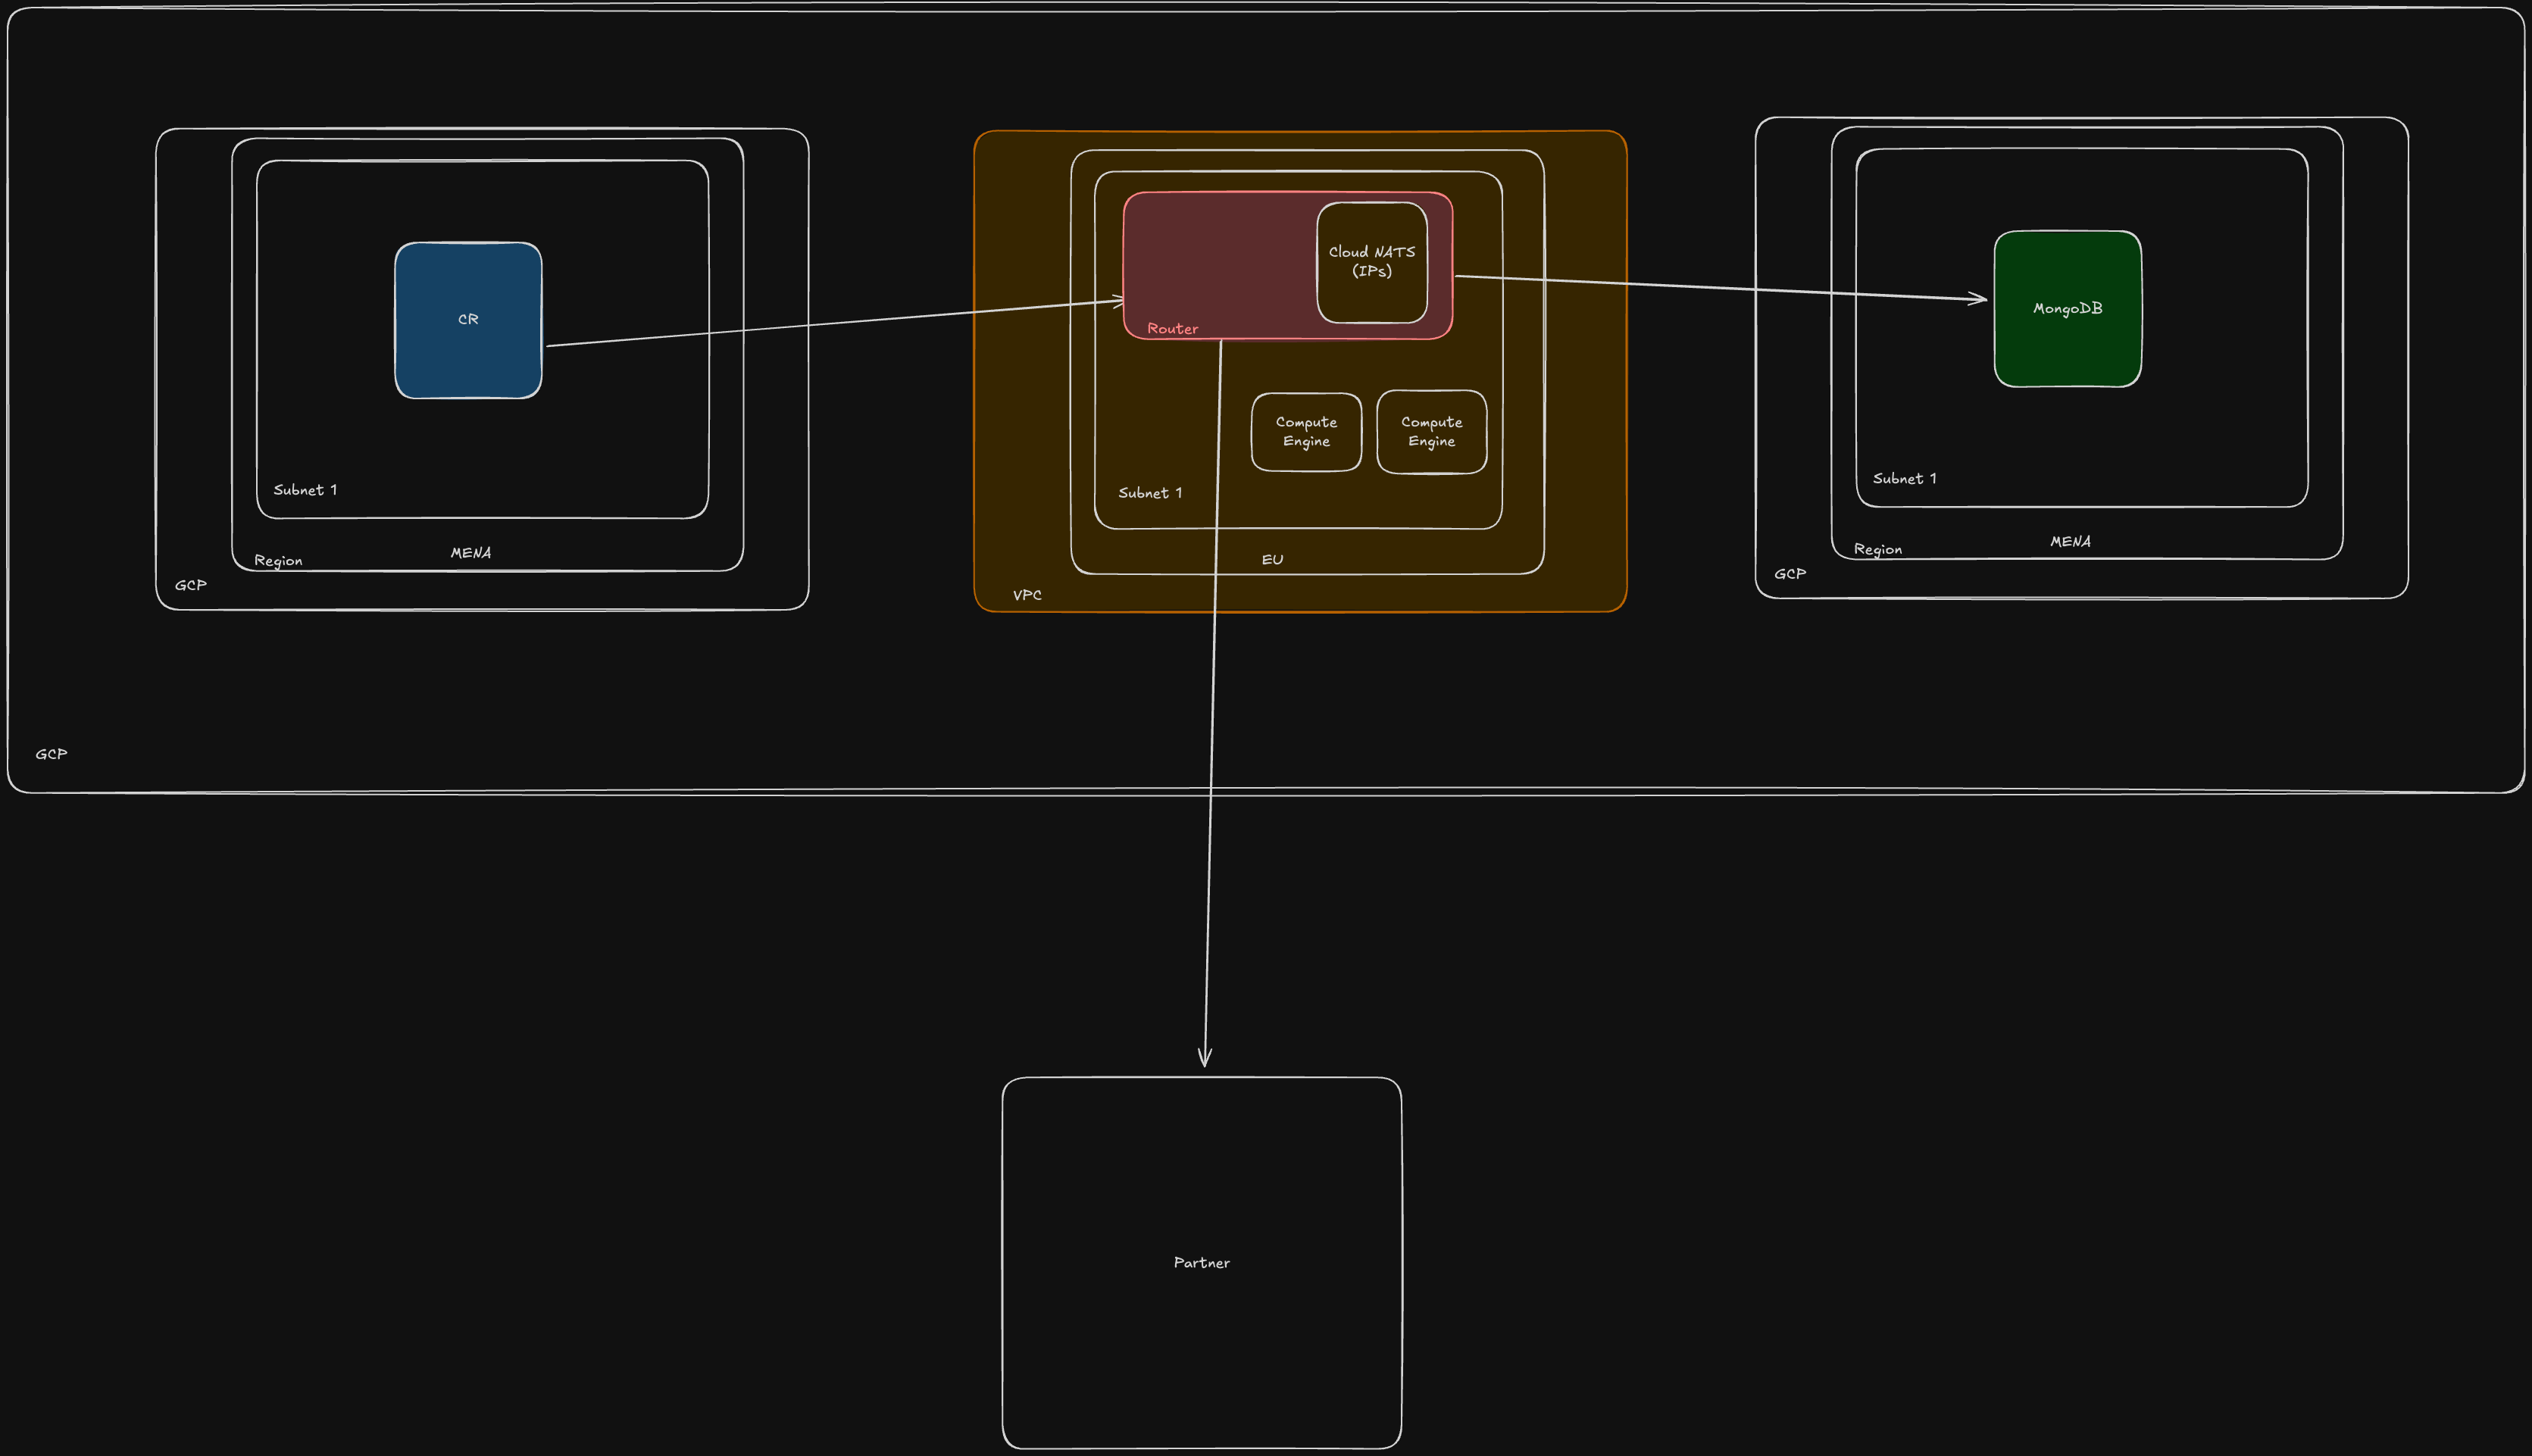 CR
Subnet 1
MENA
Region
GCP
Cloud NATS
(IPs)
Router
Compute
Engine
Compute
Engine
Subnet 1
EU
VPC
MongoDB
Subnet 1
MENA
Region
GCP
GCP
Partner